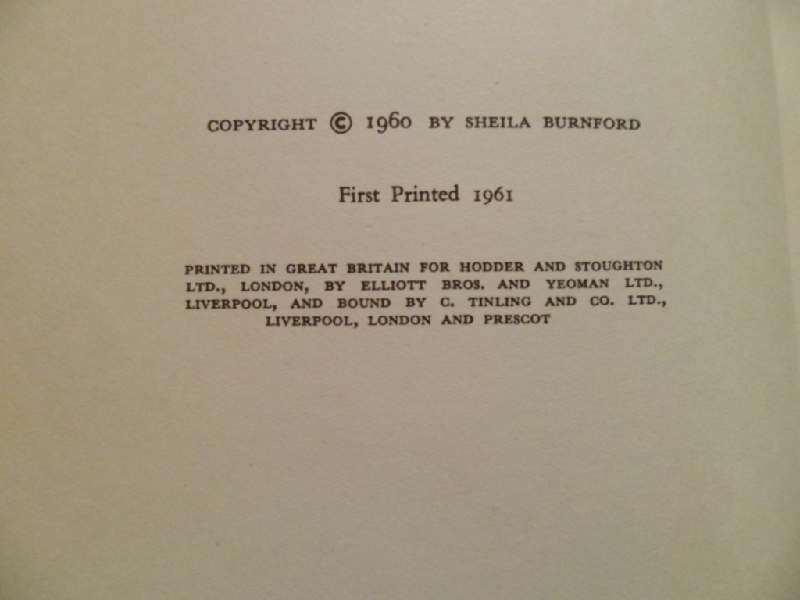 COPYRIGHT © 1960 BY SHEILA BURNFORD
First Printed 1961
PRINTED IN GREAT BRITAIN FOR HODDER AND STOUGHTON
LTD., LONDON, BY ELLIOTT BROS. AND YEOMAN LTD.,
LIVERPOOL, AND BOUND BY C. TINLING AND CO. LTD.,
LIVERPOOL, LONDON AND PRESCOT